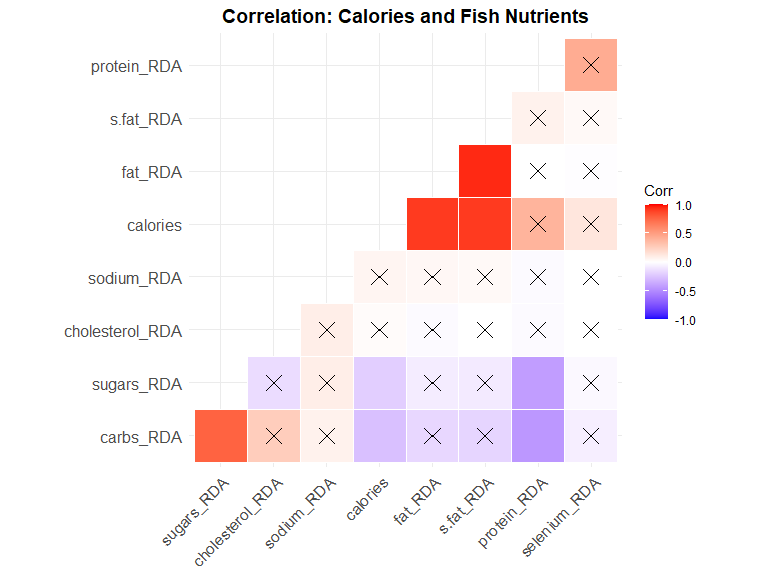 Correlation: Calories and Fish Nutrients
protein_RDA
s.fat_RDA
fat_RDA
calories
sodium_RDA
cholesterol_RDA
sugars_RDA
carbs_RDA
sugars_RDA
cholesterol_RDA
sodium_RDA
calories
fat_RDA
s.fat_RDA
protein_RDA
selenium_RDA
Corr
1.0
0.5
0.0
-0.5
-1.0